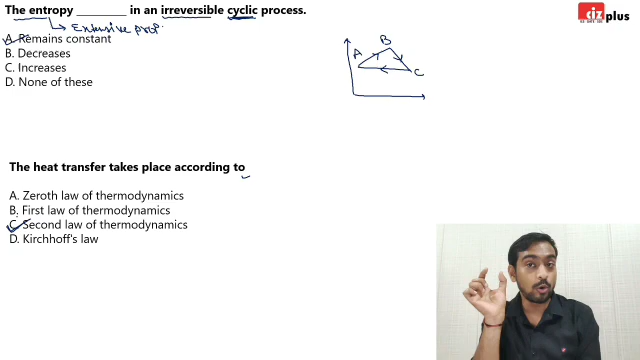 The entropy ________ in an irreversible cyclic process.
Extensive prop.
A. Remains constant
B. Decreases
C. Increases
D. None of these
A
B
C
The heat transfer takes place according to
A. Zeroth law of thermodynamics
B. First law of thermodynamics
C. Second law of thermodynamics
D. Kirchhoff's law
plus